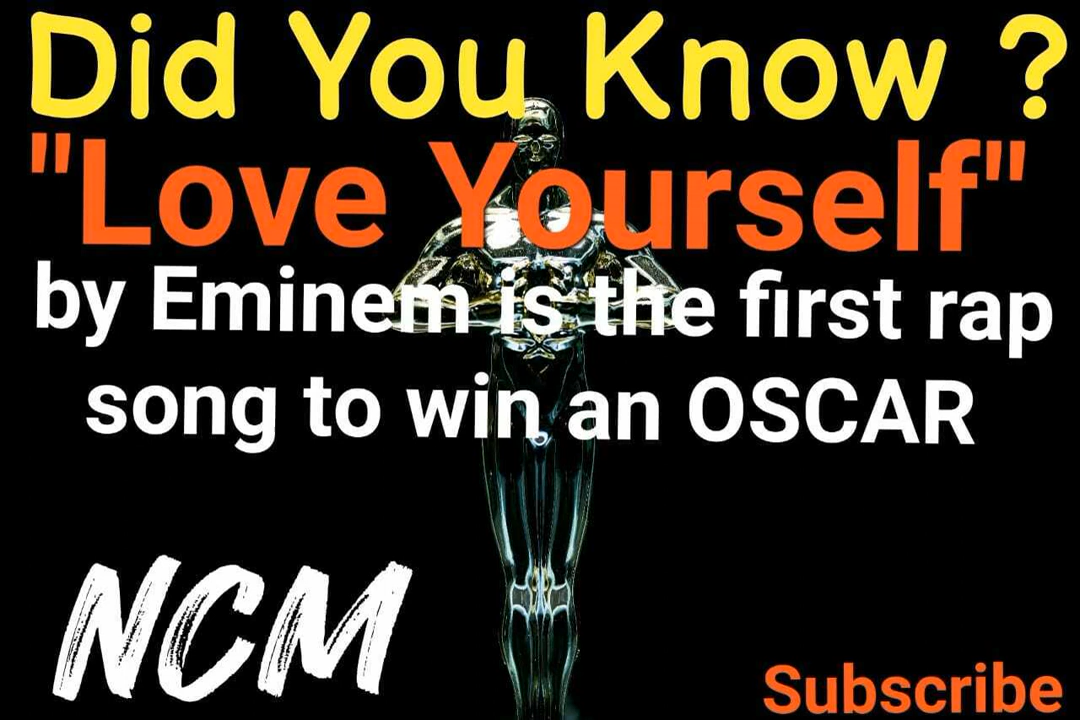 Did You Know ?
"Love Yourself"
by Eminem is the first rap
song to win an OSCAR
NCM
Subscribe